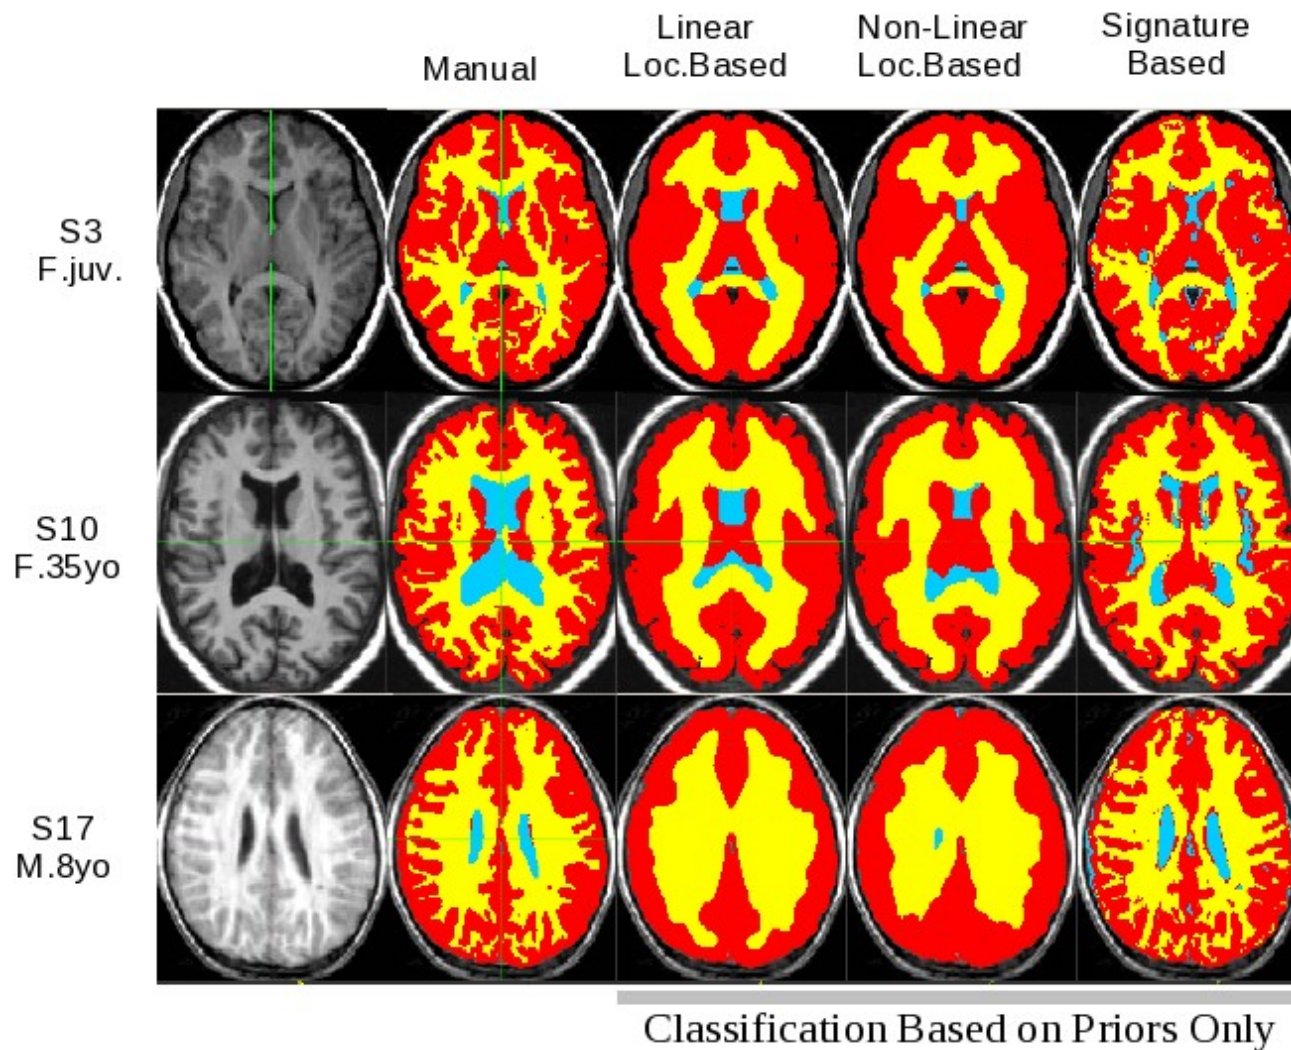 Manual
Linear
Loc.Based
Non-Linear
Loc.Based
Signature
Based
S3
F.juv.
S10
F.35yo
S17
M.8yo
Classification Based on Priors Only